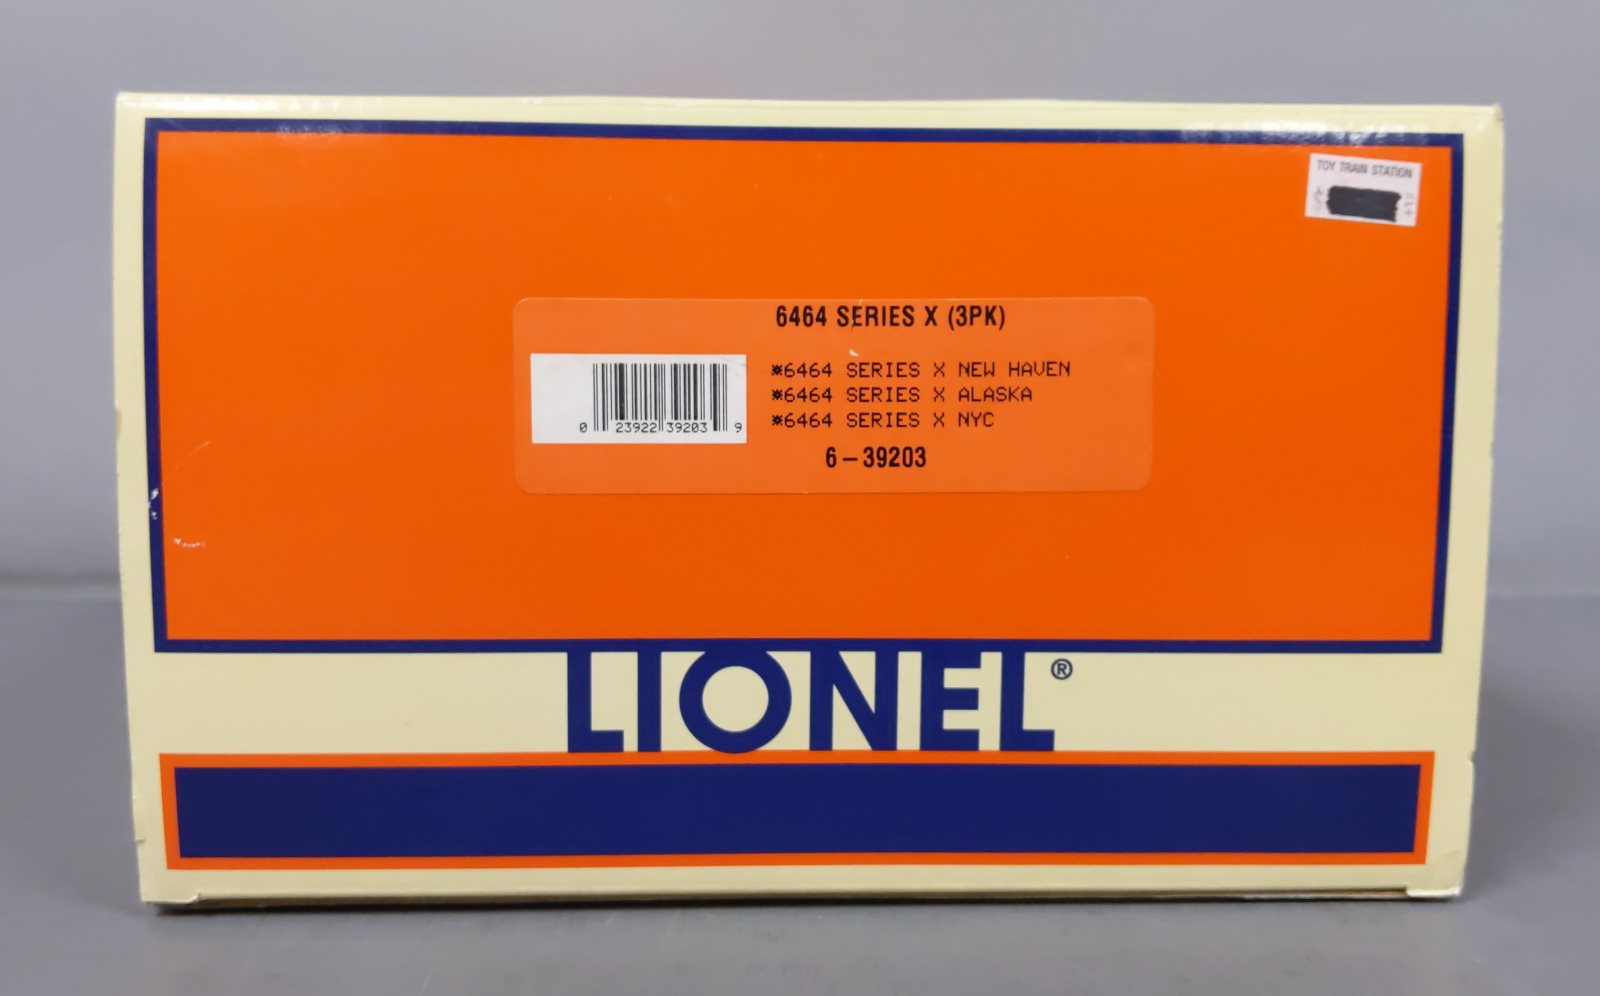 TOY TRAIN STATION
6464 SERIES X (3PK)
*6464 SERIES X NEW HAVEN
*6464 SERIES X ALASKA
*6464 SERIES X NYC
0 23922 39203 9
6-39203
LIONEL®